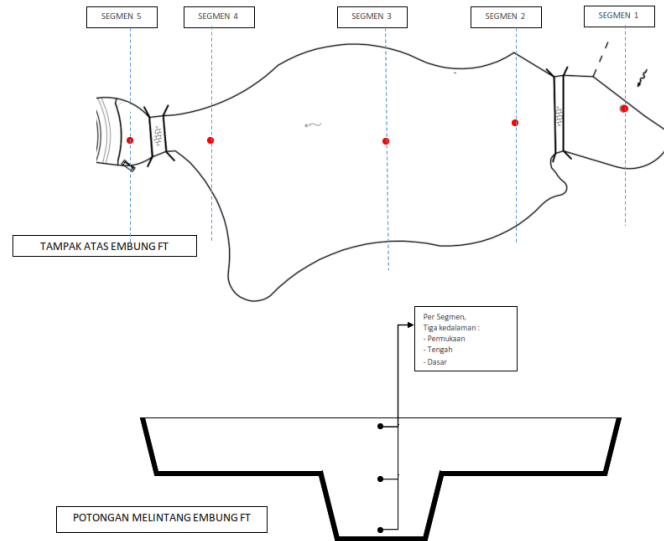 SEGMEN 5
SEGMEN 4
SEGMEN 3
SEGMEN 2
SEGMEN 1
TAMPAK ATAS EMBUNG FT
Per Segmen,
Tiga kedalaman :
- Permukaan
- Tengah
- Dasar
POTONGAN MELINTANG EMBUNG FT